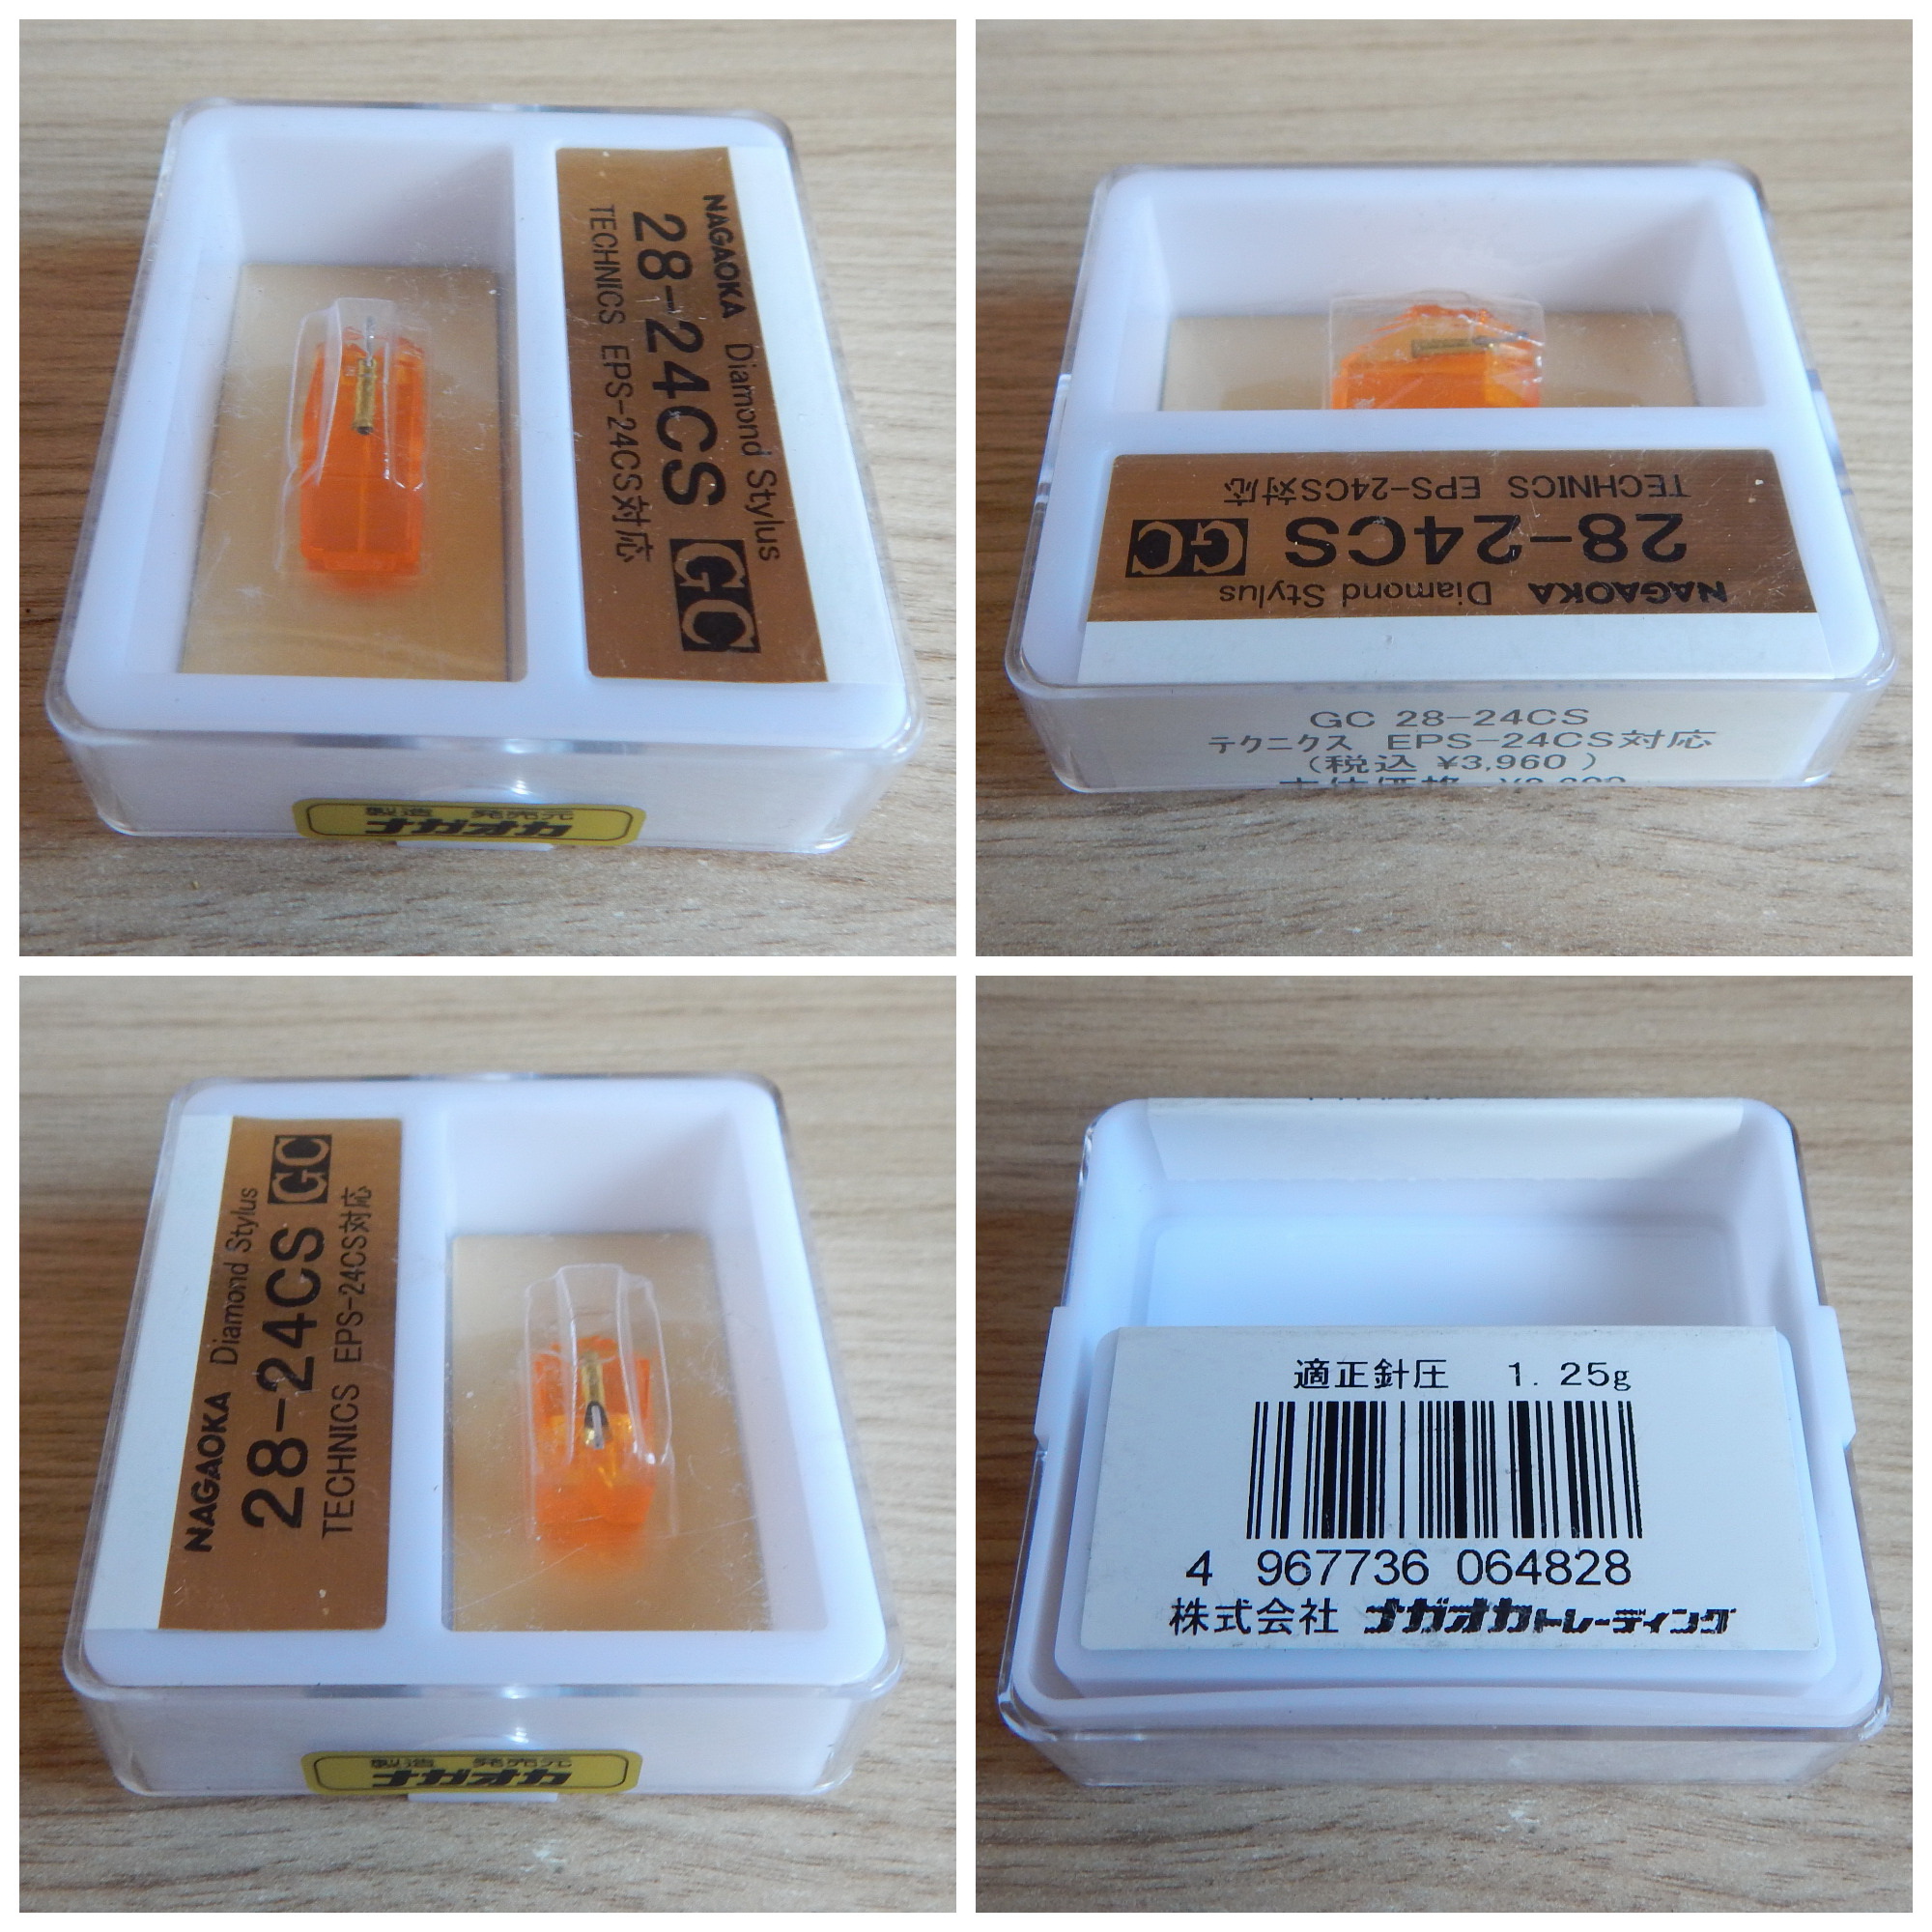 NAGAOKA Diamond Stylus
28-24CS GC
TECHNICS EPS-24CS対応
製造 発売元
ナガオカ
TECHNICS EPS-24CS対応
28-24CS GC
NAGAOKA Diamond Stylus
GC 28-24CS
テクニクス EPS-24CS対応
(税込 ¥3,960 )
NAGAOKA Diamond Stylus
28-24CS GC
TECHNICS EPS-24CS対応
製造 発売元
ナガオカ
適正針圧 1.25g
4 967736 064828
株式会社 ナガオカトレーディング